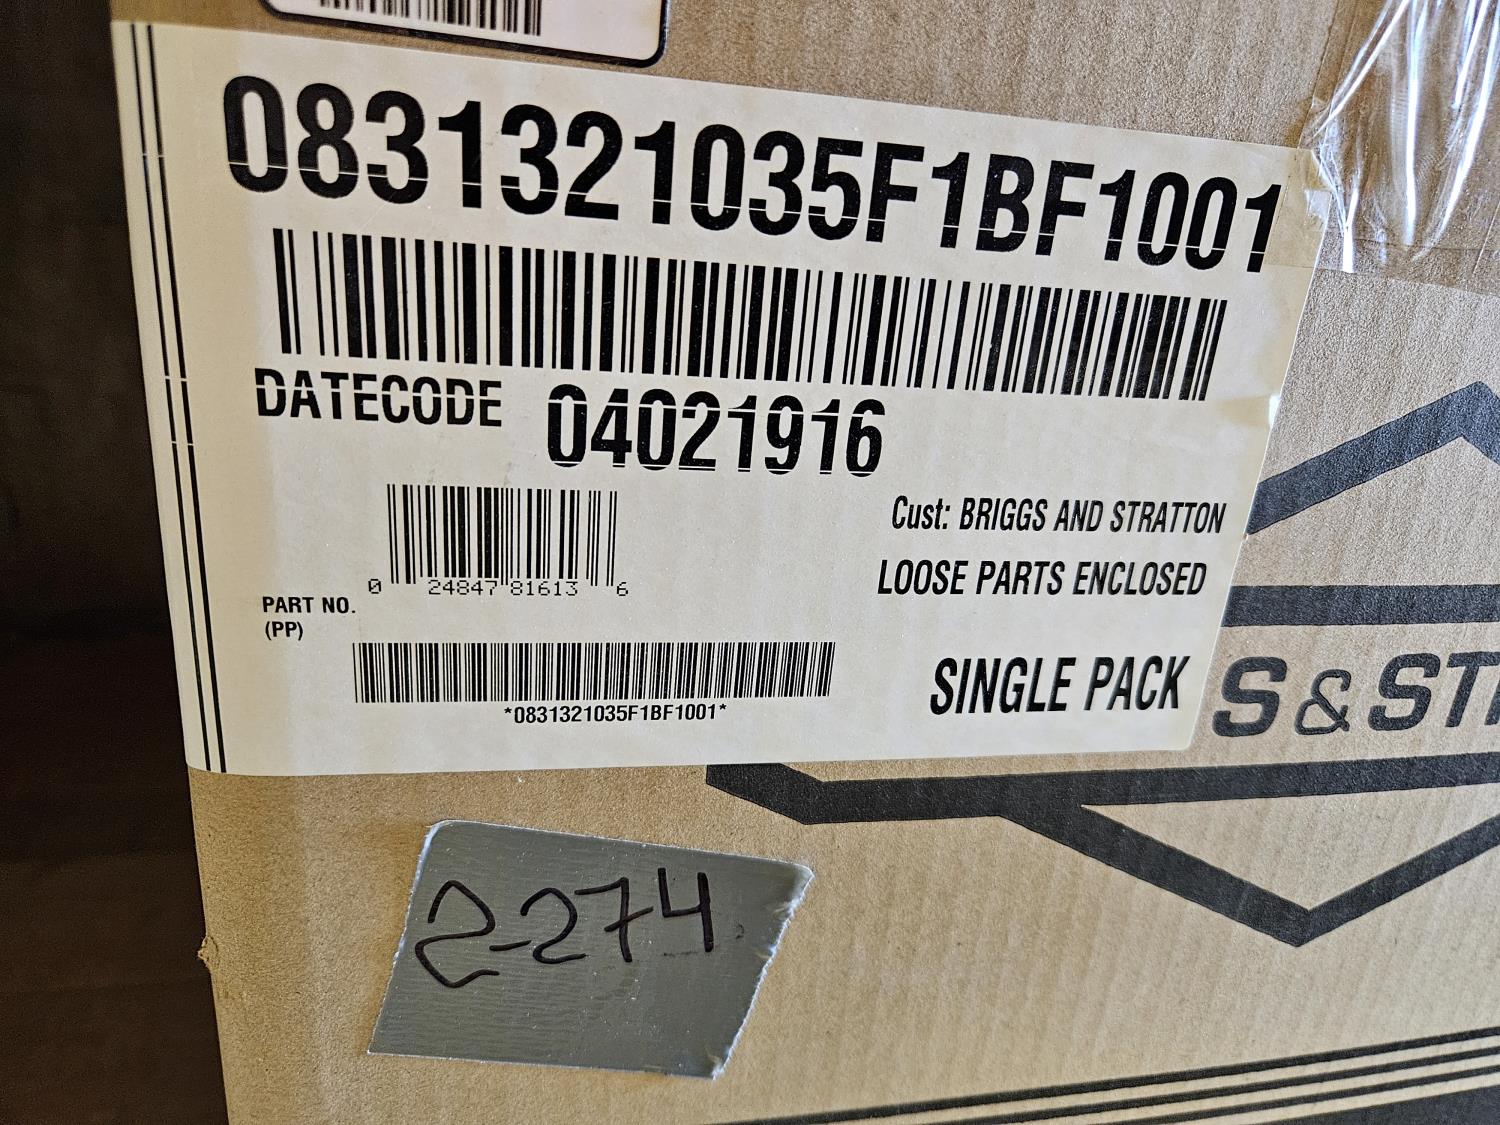 0831321035F1BF1001
DATECODE 04021916
0 24847 81613 6
Cust: BRIGGS AND STRATTON
LOOSE PARTS ENCLOSED
PART NO.
(PP)
*0831321035F1BF1001*
SINGLE PACK
S & ST
2-274